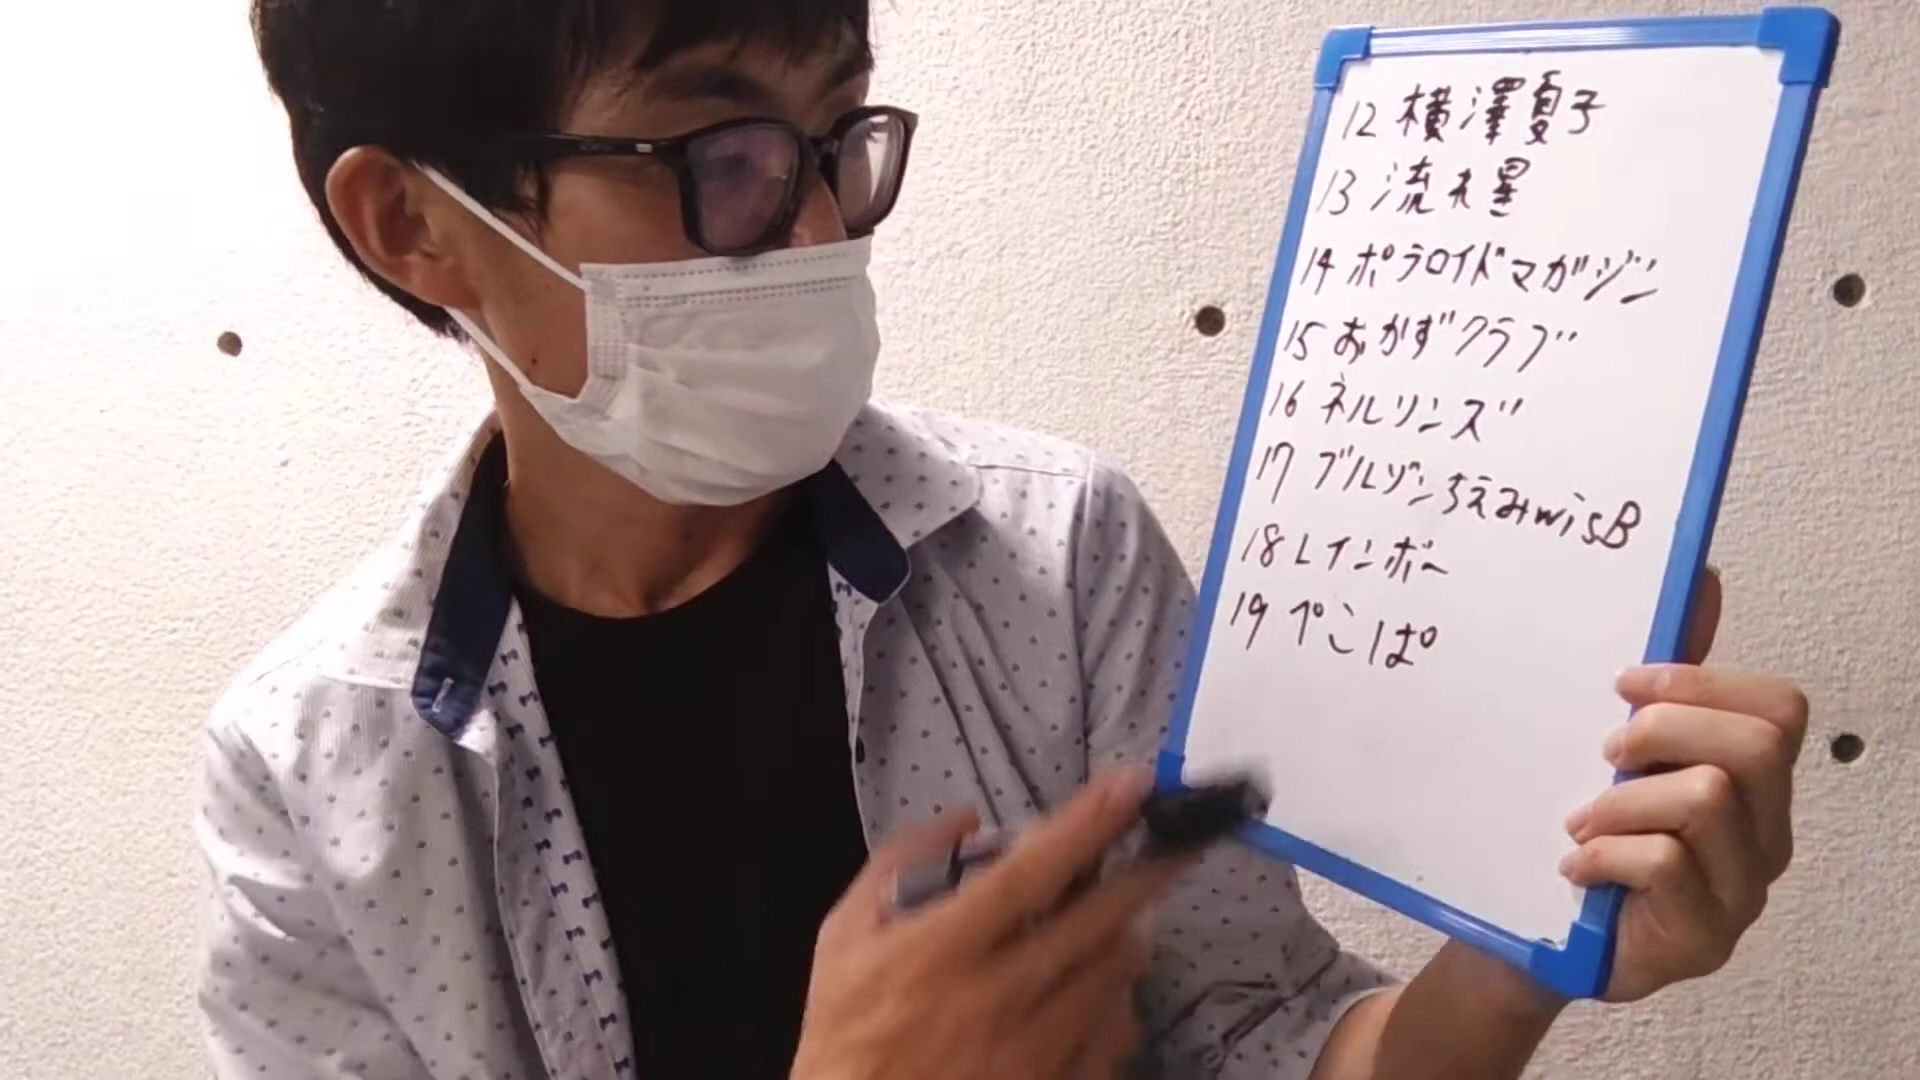 12 横澤夏子
13 流れ星
14 ポラロイドマガジン
15 おかずクラブ
16 ネルソンズ
17 ブルゾンちえみwisB
18 レインボー
19 ぺこぱ